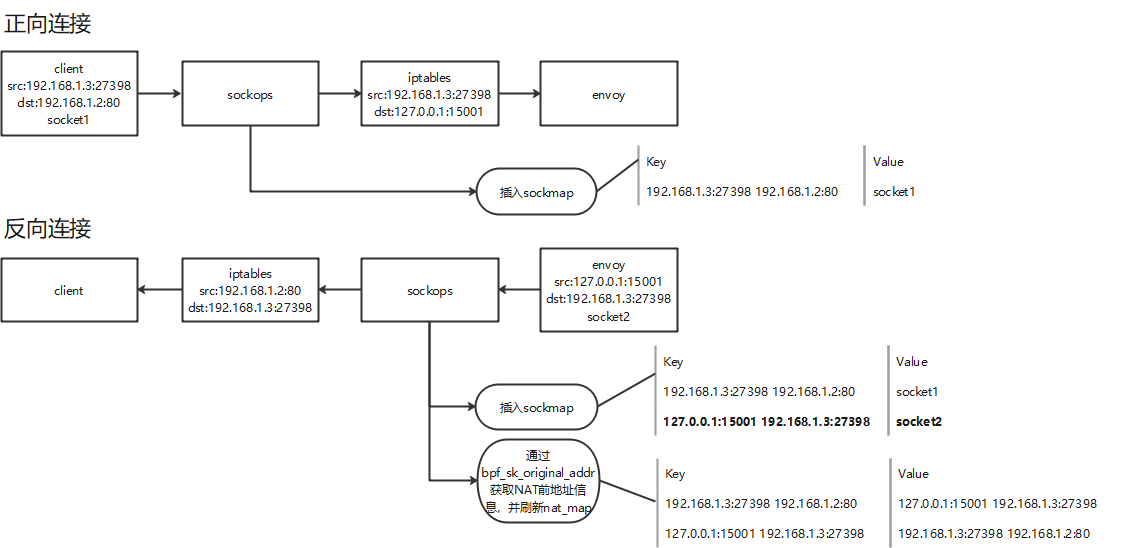 正向连接
client
src:192.168.1.3:27398
dst:192.168.1.2:80
socket1
sockops
iptables
src:192.168.1.3:27398
dst:127.0.0.1:15001
envoy
插入sockmap
Key
Value
192.168.1.3:27398 192.168.1.2:80
socket1
反向连接
client
iptables
src:192.168.1.2:80
dst:192.168.1.3:27398
sockops
envoy
src:127.0.0.1:15001
dst:192.168.1.3:27398
socket2
插入sockmap
Key
Value
192.168.1.3:27398 192.168.1.2:80
socket1
127.0.0.1:15001 192.168.1.3:27398
socket2
通过
bpf_sk_original_addr
获取NAT前地址信
息，并刷新nat_map
Key
Value
192.168.1.3:27398 192.168.1.2:80
127.0.0.1:15001 192.168.1.3:27398
127.0.0.1:15001 192.168.1.3:27398
192.168.1.3:27398 192.168.1.2:80